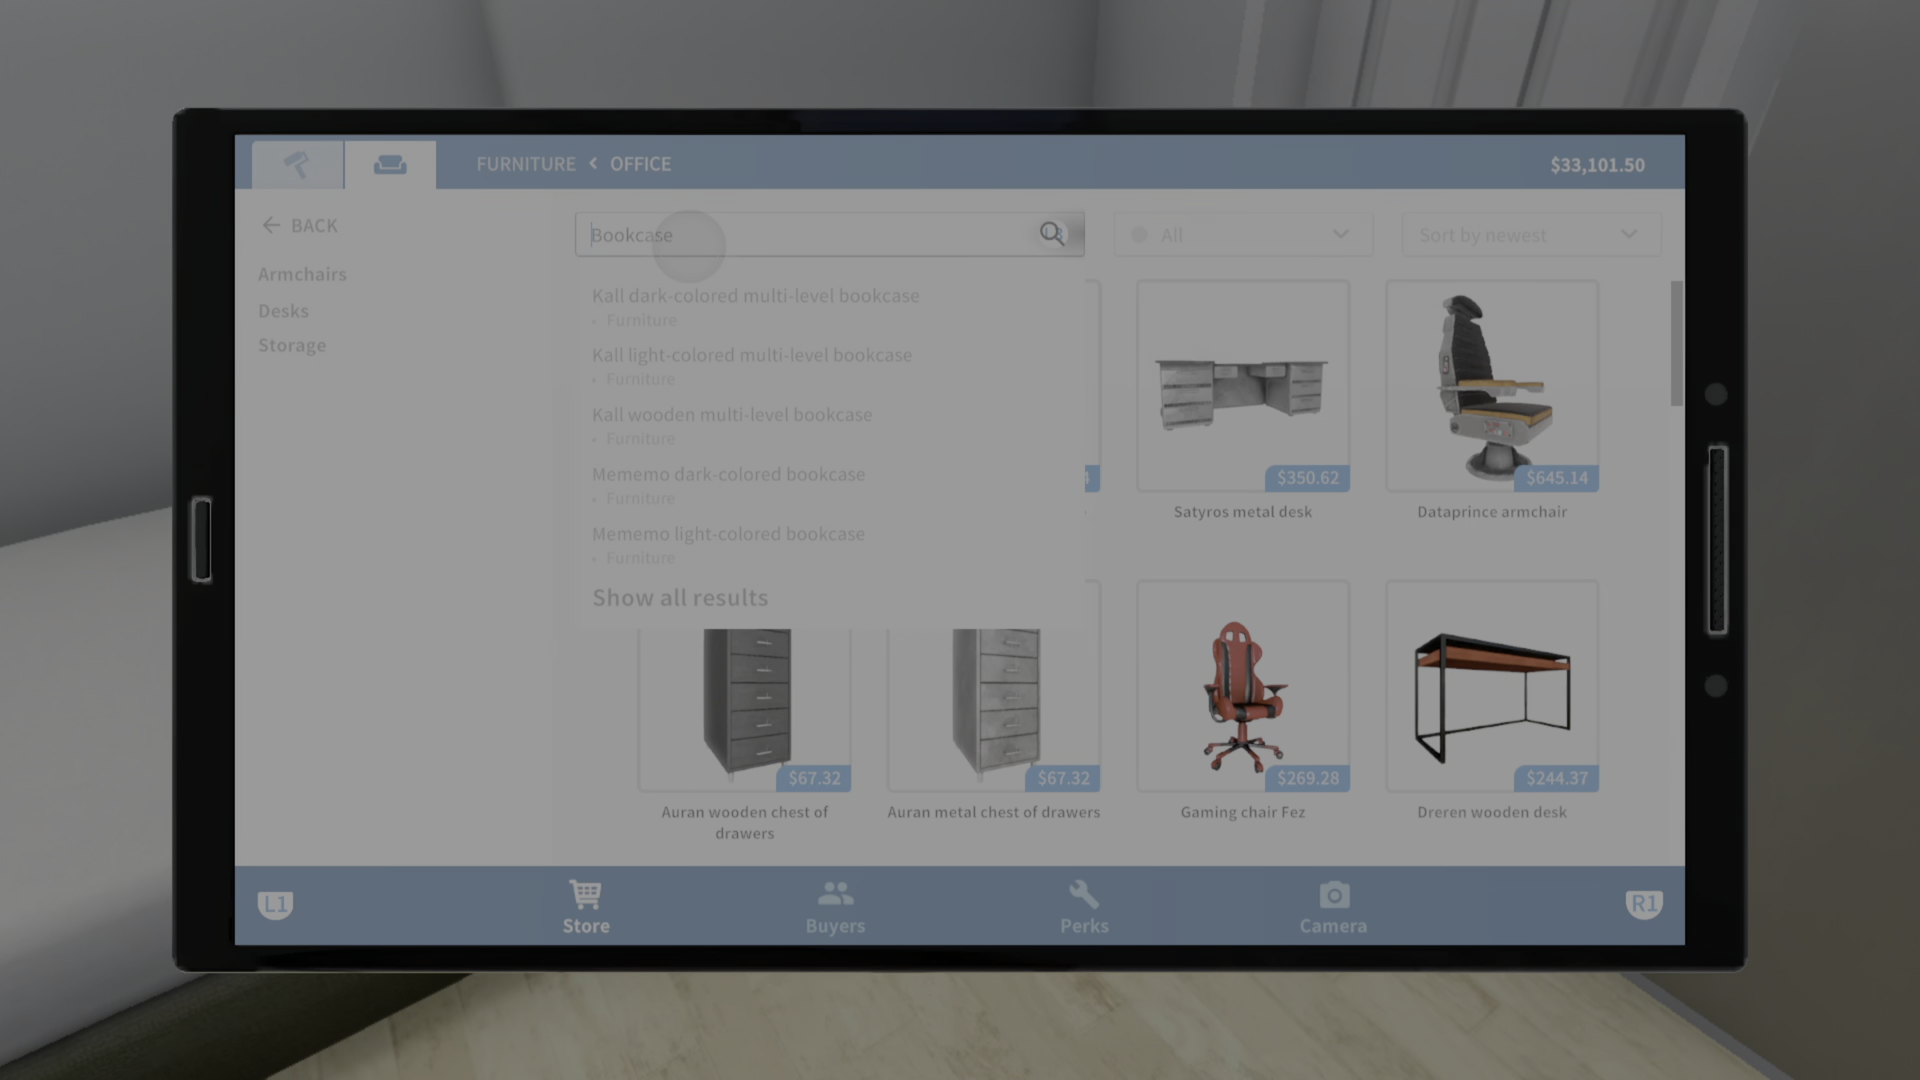 FURNITURE < OFFICE
$33,101.50
BACK
Armchairs
Desks
Storage
Bookcase
All
Sort by newest
Kall dark-colored multi-level bookcase
• Furniture
Kall light-colored multi-level bookcase
• Furniture
Kall wooden multi-level bookcase
• Furniture
Mememo dark-colored bookcase
• Furniture
Mememo light-colored bookcase
• Furniture
Show all results
4
$350.62
$645.14
Satyros metal desk
Dataprince armchair
$67.32
$67.32
$269.28
$244.37
Auran wooden chest of
drawers
Auran metal chest of drawers
Gaming chair Fez
Dreren wooden desk
L1
Store
Buyers
Perks
Camera
R1